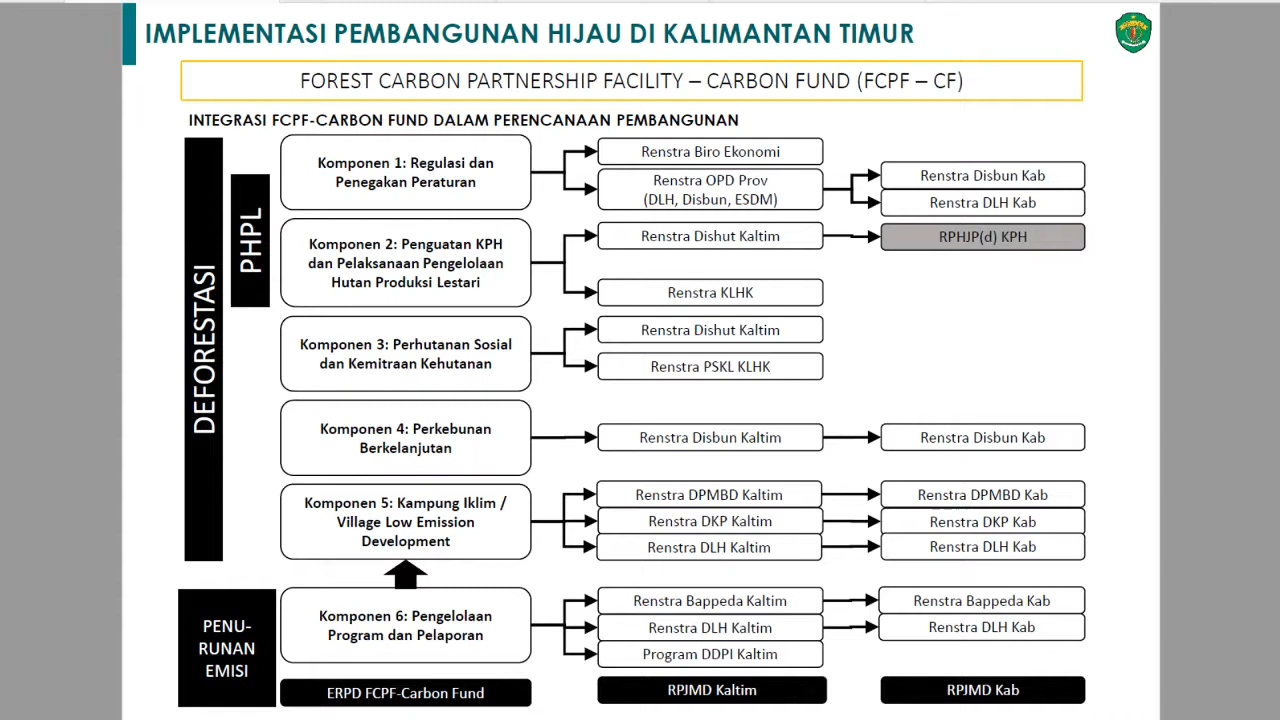 IMPLEMENTASI PEMBANGUNAN HIJAU DI KALIMANTAN TIMUR
FOREST CARBON PARTNERSHIP FACILITY – CARBON FUND (FCPF – CF)
INTEGRASI FCPF-CARBON FUND DALAM PERENCANAAN PEMBANGUNAN
DEFORESTASI
PHPL
Komponen 1: Regulasi dan
Penegakan Peraturan
Renstra Biro Ekonomi
Renstra OPD Prov
(DLH, Disbun, ESDM)
Renstra Disbun Kab
Renstra DLH Kab
Komponen 2: Penguatan KPH
dan Pelaksanaan Pengelolaan
Hutan Produksi Lestari
Renstra Dishut Kaltim
RPHJP(d) KPH
Renstra KLHK
Komponen 3: Perhutanan Sosial
dan Kemitraan Kehutanan
Renstra Dishut Kaltim
Renstra PSKL KLHK
Komponen 4: Perkebunan
Berkelanjutan
Renstra Disbun Kaltim
Renstra Disbun Kab
Komponen 5: Kampung Iklim /
Village Low Emission
Development
Renstra DPMBD Kaltim
Renstra DPMBD Kab
Renstra DKP Kaltim
Renstra DKP Kab
Renstra DLH Kaltim
Renstra DLH Kab
PENU-
RUNAN
EMISI
Komponen 6: Pengelolaan
Program dan Pelaporan
Renstra Bappeda Kaltim
Renstra Bappeda Kab
Renstra DLH Kaltim
Renstra DLH Kab
Program DDPI Kaltim
ERPD FCPF-Carbon Fund
RPJMD Kaltim
RPJMD Kab